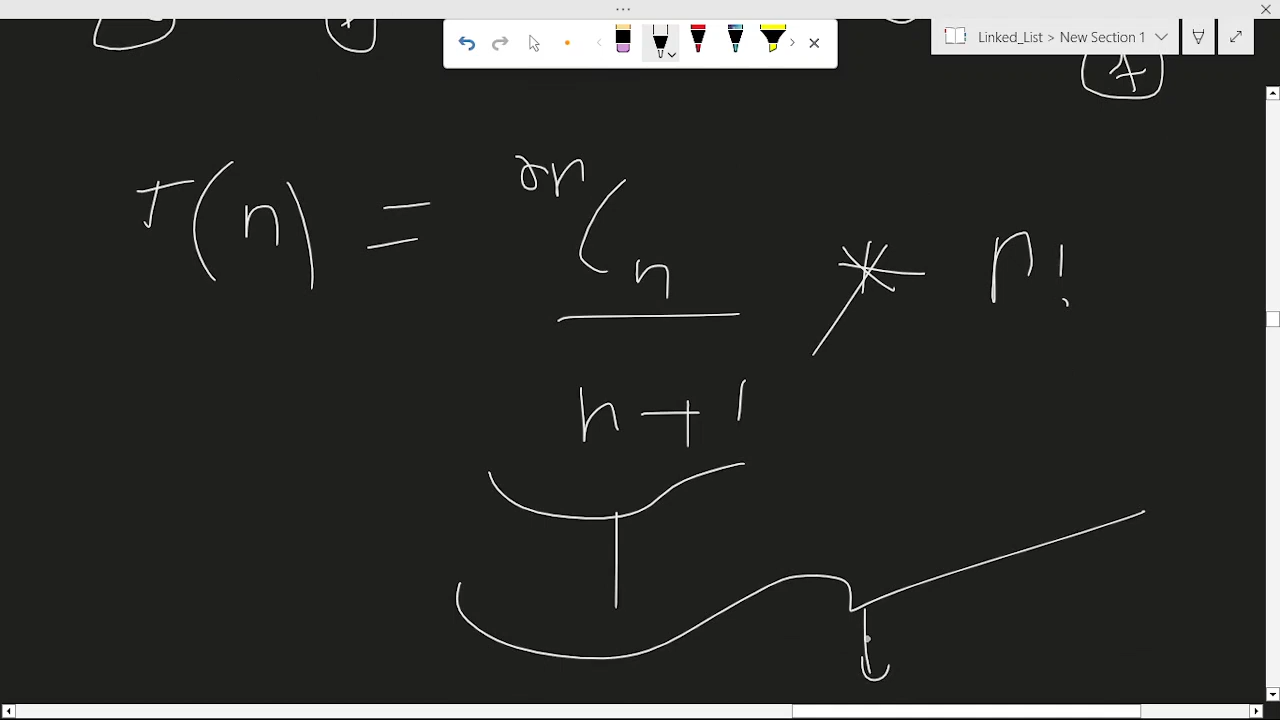 Linked_List > New Section 1
T(n) = 2nCn * n!
n+1